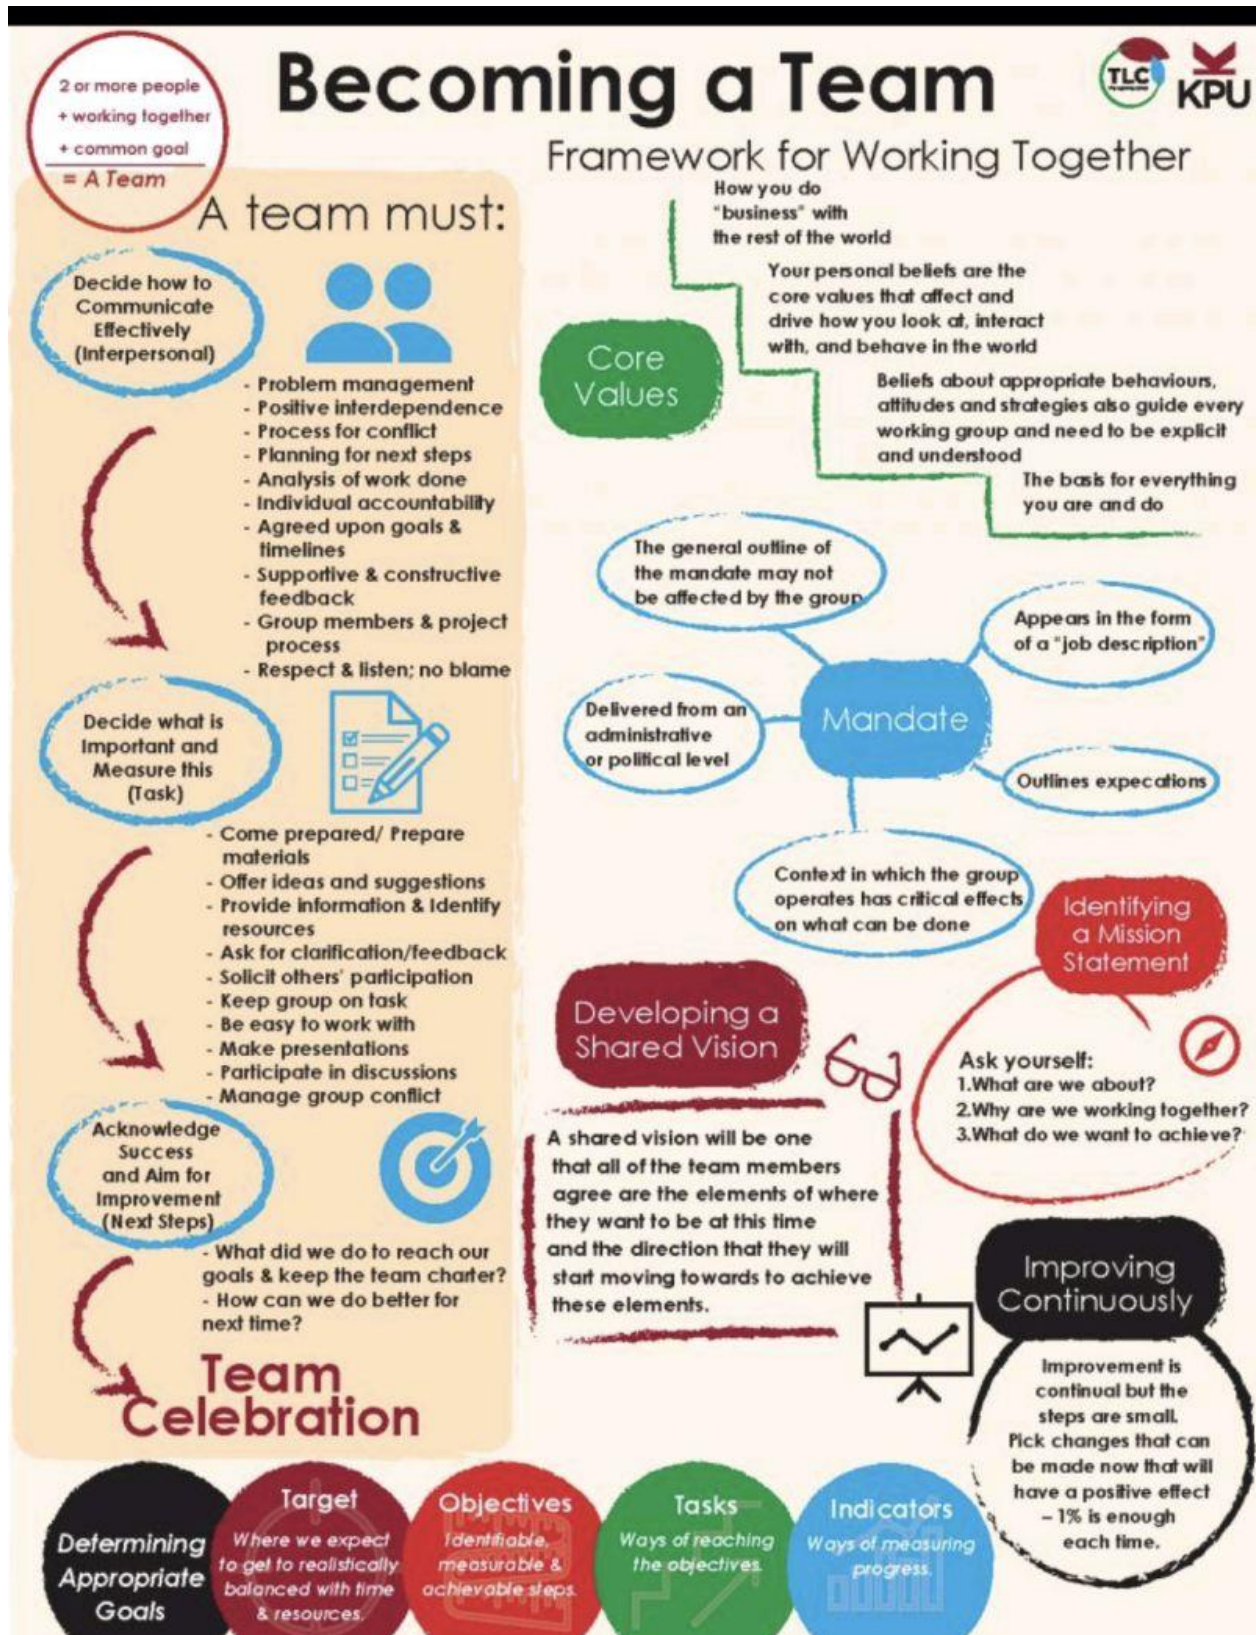 2 or more people
+ working together
+ common goal
= A Team
Becoming a Team
TLC
KPU
Framework for Working Together
A team must:
Decide how to
Communicate
Effectively
(Interpersonal)
- Problem management
- Positive interdependence
- Process for conflict
- Planning for next steps
- Analysis of work done
- Individual accountability
- Agreed upon goals &
timelines
- Supportive & constructive
feedback
- Group members & project
process
- Respect & listen; no blame
Decide what is
Important and
Measure this
(Task)
- Come prepared/ Prepare
materials
- Offer ideas and suggestions
- Provide information & Identify
resources
- Ask for clarification/feedback
- Solicit others' participation
- Keep group on task
- Be easy to work with
- Make presentations
- Participate in discussions
- Manage group conflict
Acknowledge
Success
and Aim for
Improvement
(Next Steps)
- What did we do to reach our
goals & keep the team charter?
- How can we do better for
next time?
Team
Celebration
Core
Values
How you do
"business" with
the rest of the world
Your personal beliefs are the
core values that affect and
drive how you look at, interact
with, and behave in the world
Beliefs about appropriate behaviours,
attitudes and strategies also guide every
working group and need to be explicit
and understood
The basis for everything
you are and do
The general outline of
the mandate may not
be affected by the group
Appears in the form
of a "job description"
Delivered from an
administrative
or political level
Mandate
Outlines expecations
Context in which the group
operates has critical effects
on what can be done
Identifying
a Mission
Statement
Ask yourself:
1.What are we about?
2.Why are we working together?
3.What do we want to achieve?
Developing a
Shared Vision
A shared vision will be one
that all of the team members
agree are the elements of where
they want to be at this time
and the direction that they will
start moving towards to achieve
these elements.
Improving
Continuously
Improvement is
continual but the
steps are small.
Pick changes that can
be made now that will
have a positive effect
– 1% is enough
each time.
Determining
Appropriate
Goals
Target
Where we expect
to get to realistically
balanced with time
& resources.
Objectives
Identifiable,
measurable &
achievable steps.
Tasks
Ways of reaching
the objectives.
Indicators
Ways of measuring
progress.